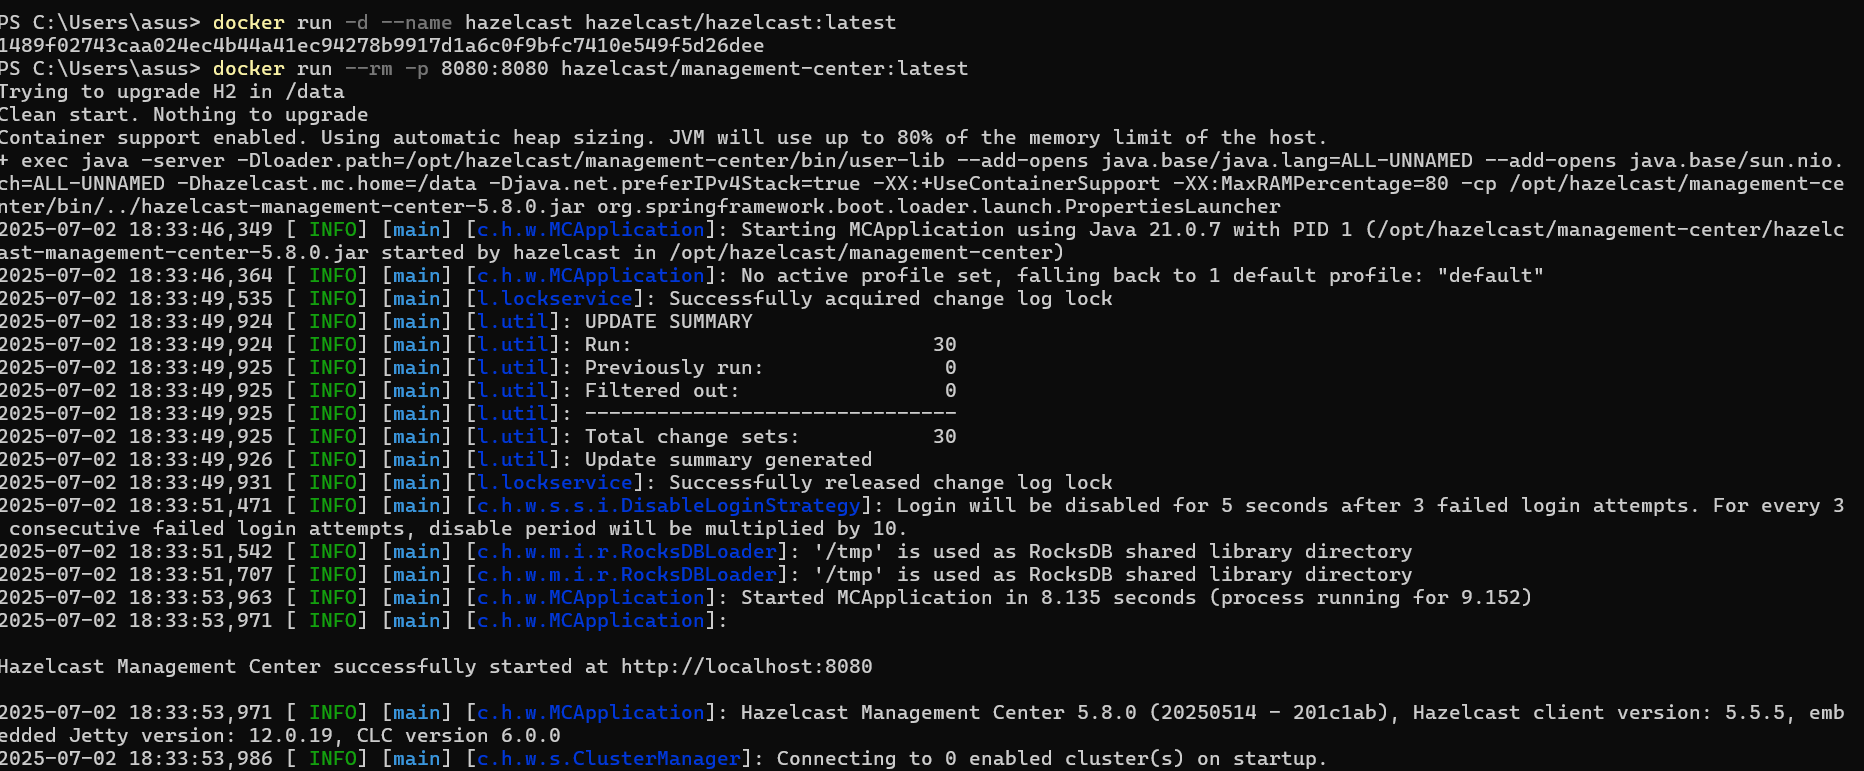 PS C:\Users\asus> docker run -d --name hazelcast hazelcast/hazelcast:latest
1489f02743caa024ec4b44a41ec94278b9917d1a6c0f9bfc7410e549f5d26dee
PS C:\Users\asus> docker run --rm -p 8080:8080 hazelcast/management-center:latest
Trying to upgrade H2 in /data
Clean start. Nothing to upgrade
Container support enabled. Using automatic heap sizing. JVM will use up to 80% of the memory limit of the host.
+ exec java -server -Dloader.path=/opt/hazelcast/management-center/bin/user-lib --add-opens java.base/java.lang=ALL-UNNAMED --add-opens java.base/sun.nio.
ch=ALL-UNNAMED -Dhazelcast.mc.home=/data -Djava.net.preferIPv4Stack=true -XX:+UseContainerSupport -XX:MaxRAMPercentage=80 -cp /opt/hazelcast/management-ce
nter/bin/../hazelcast-management-center-5.8.0.jar org.springframework.boot.loader.launch.PropertiesLauncher
2025-07-02 18:33:46,349 [ INFO] [main] [c.h.w.MCApplication]: Starting MCApplication using Java 21.0.7 with PID 1 (/opt/hazelcast/management-center/hazelc
ast-management-center-5.8.0.jar started by hazelcast in /opt/hazelcast/management-center)
2025-07-02 18:33:46,364 [ INFO] [main] [c.h.w.MCApplication]: No active profile set, falling back to 1 default profile: "default"
2025-07-02 18:33:49,535 [ INFO] [main] [l.lockservice]: Successfully acquired change log lock
2025-07-02 18:33:49,924 [ INFO] [main] [l.util]: UPDATE SUMMARY
2025-07-02 18:33:49,924 [ INFO] [main] [l.util]: Run:                         30
2025-07-02 18:33:49,925 [ INFO] [main] [l.util]: Previously run:               0
2025-07-02 18:33:49,925 [ INFO] [main] [l.util]: Filtered out:                 0
2025-07-02 18:33:49,925 [ INFO] [main] [l.util]: -------------------------------
2025-07-02 18:33:49,925 [ INFO] [main] [l.util]: Total change sets:           30
2025-07-02 18:33:49,926 [ INFO] [main] [l.util]: Update summary generated
2025-07-02 18:33:49,931 [ INFO] [main] [l.lockservice]: Successfully released change log lock
2025-07-02 18:33:51,471 [ INFO] [main] [c.h.w.s.s.i.DisableLoginStrategy]: Login will be disabled for 5 seconds after 3 failed login attempts. For every 3
 consecutive failed login attempts, disable period will be multiplied by 10.
2025-07-02 18:33:51,542 [ INFO] [main] [c.h.w.m.i.r.RocksDBLoader]: '/tmp' is used as RocksDB shared library directory
2025-07-02 18:33:51,707 [ INFO] [main] [c.h.w.m.i.r.RocksDBLoader]: '/tmp' is used as RocksDB shared library directory
2025-07-02 18:33:53,963 [ INFO] [main] [c.h.w.MCApplication]: Started MCApplication in 8.135 seconds (process running for 9.152)
2025-07-02 18:33:53,971 [ INFO] [main] [c.h.w.MCApplication]:
Hazelcast Management Center successfully started at http://localhost:8080
2025-07-02 18:33:53,971 [ INFO] [main] [c.h.w.MCApplication]: Hazelcast Management Center 5.8.0 (20250514 - 201c1ab), Hazelcast client version: 5.5.5, emb
edded Jetty version: 12.0.19, CLC version 6.0.0
2025-07-02 18:33:53,986 [ INFO] [main] [c.h.w.s.ClusterManager]: Connecting to 0 enabled cluster(s) on startup.